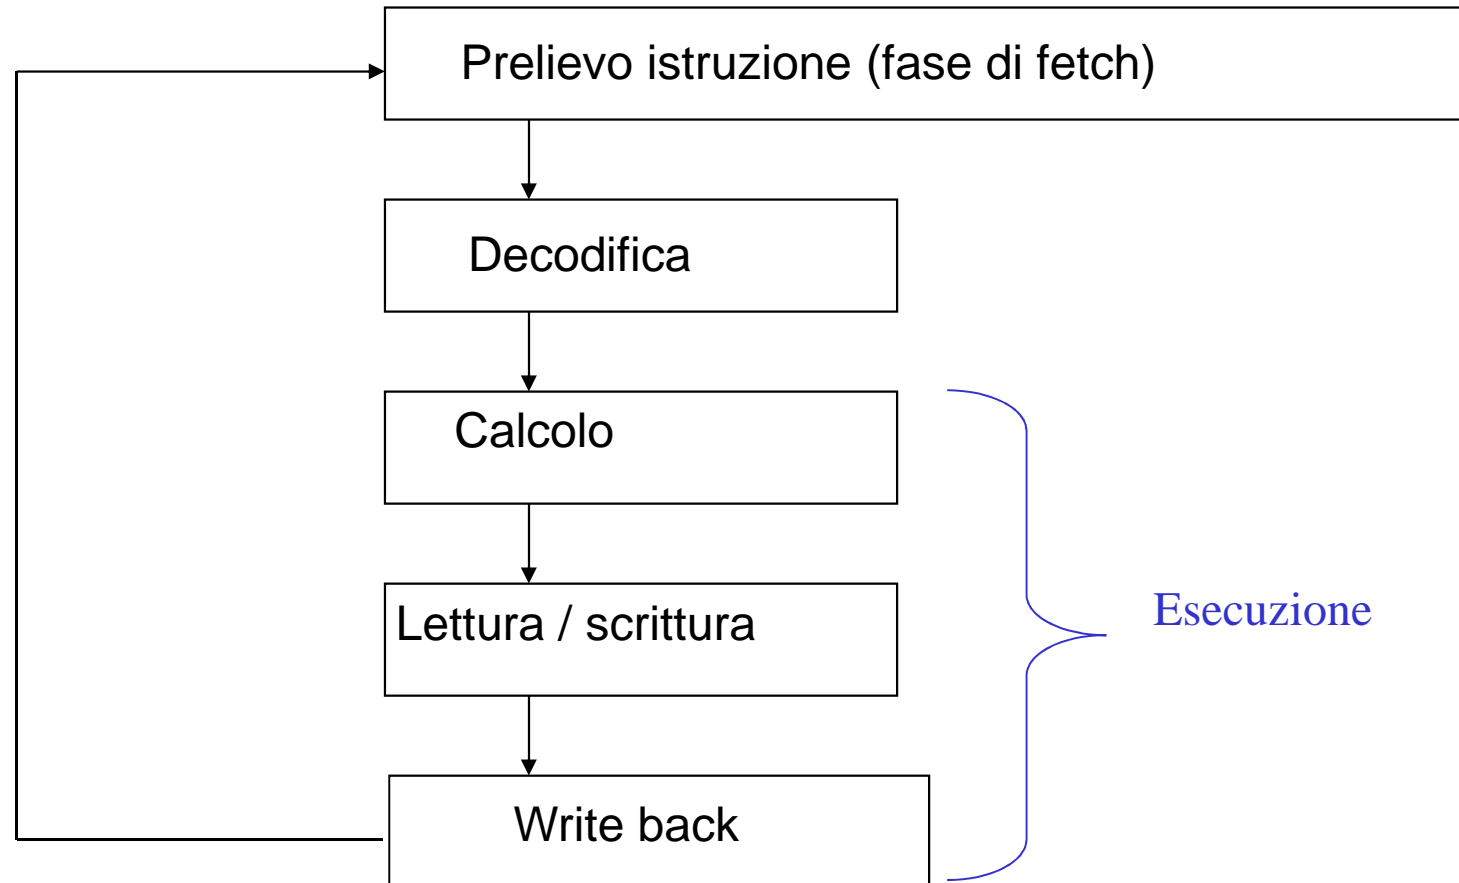 Prelievo istruzione (fase di fetch)
Decodifica
Calcolo
Lettura / scrittura
Esecuzione
Write back